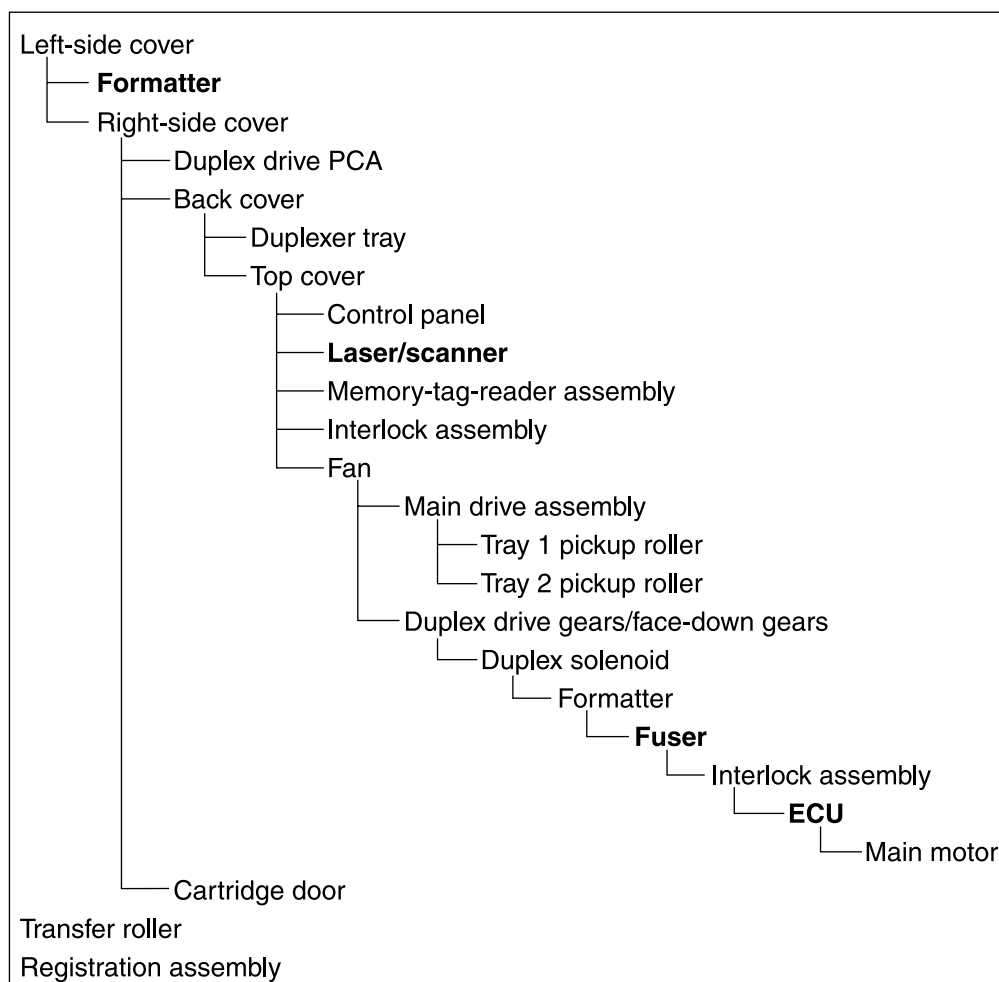 Left-side cover
Formatter
Right-side cover
Duplex drive PCA
Back cover
Duplexer tray
Top cover
Control panel
Laser/scanner
Memory-tag-reader assembly
Interlock assembly
Fan
Main drive assembly
Tray 1 pickup roller
Tray 2 pickup roller
Duplex drive gears/face-down gears
Duplex solenoid
Formatter
Fuser
Interlock assembly
ECU
Main motor
Cartridge door
Transfer roller
Registration assembly